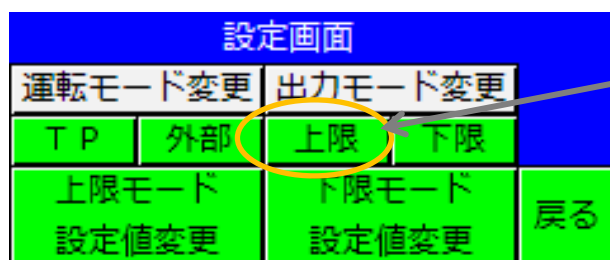 設定画面
運転モード変更 出力モード変更
ＴＰ 外部 上限 下限
上限モード 下限モード
設定値変更 設定値変更 戻る